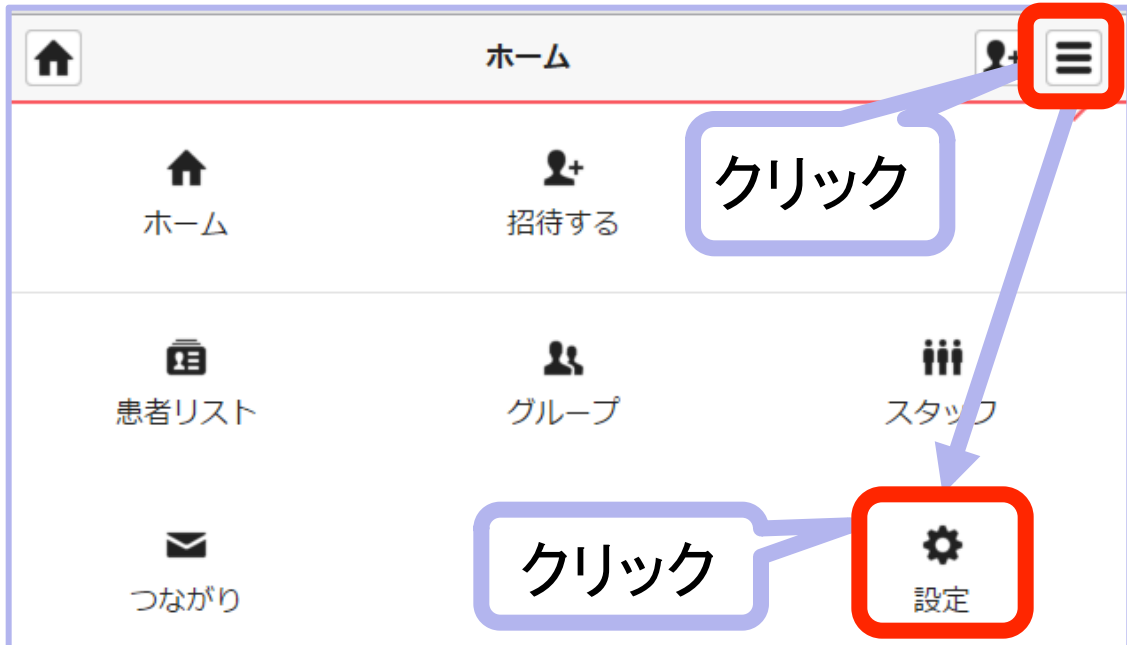 ホーム
クリック
ホーム
招待する
患者リスト
グループ
スタッフ
クリック
つながり
設定